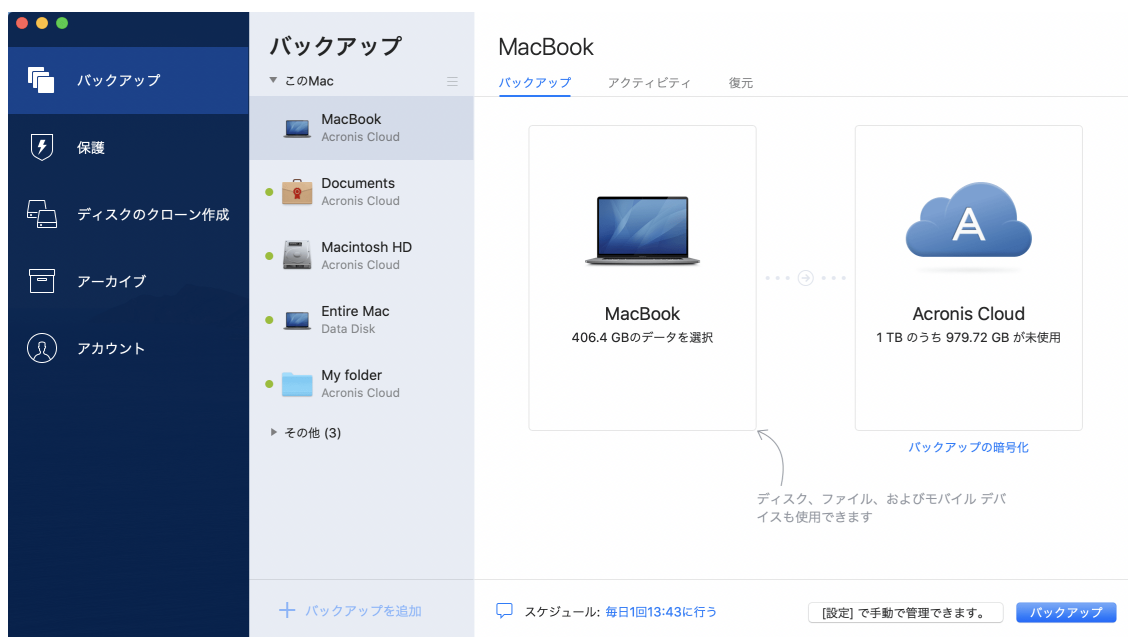 バックアップ
保護
ディスクのクローン作成
アーカイブ
アカウント
バックアップ
このMac
MacBook
Acronis Cloud
Documents
Acronis Cloud
Macintosh HD
Acronis Cloud
Entire Mac
Data Disk
My folder
Acronis Cloud
その他 (3)
バックアップを追加
MacBook
バックアップ アクティビティ 復元
MacBook
406.4 GBのデータを選択
A
Acronis Cloud
1 TB のうち 979.72 GB が未使用
バックアップの暗号化
ディスク、ファイル、およびモバイル デバ
イスも使用できます
スケジュール: 毎日1回13:43に行う
[設定] で手動で管理できます。
バックアップ